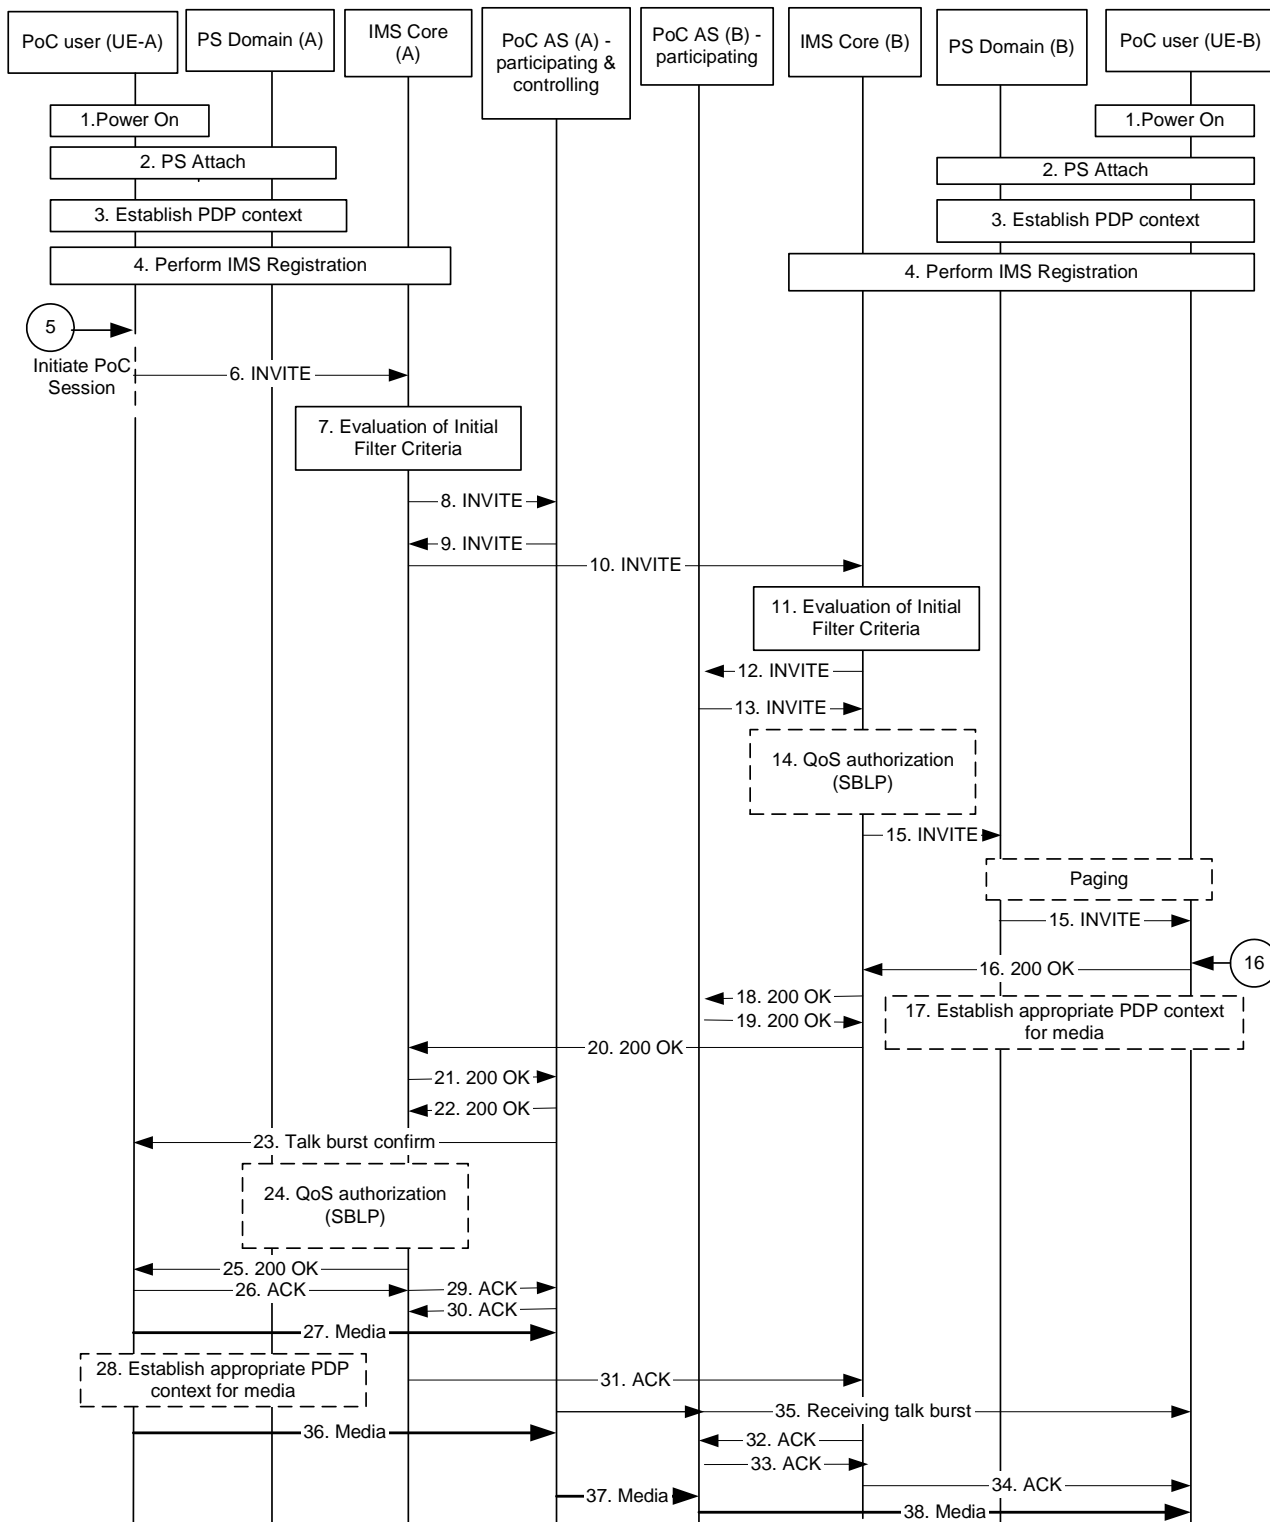 PoC user (UE-A)
PS Domain (A)
IMS Core
(A)
PoC AS (A) -
participating &
controlling
PoC AS (B) -
participating
IMS Core (B)
PS Domain (B)
PoC user (UE-B)
1.Power On
1.Power On
2. PS Attach
2. PS Attach
3. Establish PDP context
3. Establish PDP context
4. Perform IMS Registration
4. Perform IMS Registration
5
Initiate PoC
Session
6. INVITE
7. Evaluation of Initial
Filter Criteria
8. INVITE
9. INVITE
10. INVITE
11. Evaluation of Initial
Filter Criteria
12. INVITE
13. INVITE
14. QoS authorization
(SBLP)
15. INVITE
Paging
15. INVITE
16. 200 OK
16
18. 200 OK
17. Establish appropriate PDP context
for media
19. 200 OK
20. 200 OK
21. 200 OK
22. 200 OK
23. Talk burst confirm
24. QoS authorization
(SBLP)
25. 200 OK
26. ACK
29. ACK
30. ACK
27. Media
28. Establish appropriate PDP
context for media
31. ACK
35. Receiving talk burst
36. Media
32. ACK
33. ACK
34. ACK
37. Media
38. Media